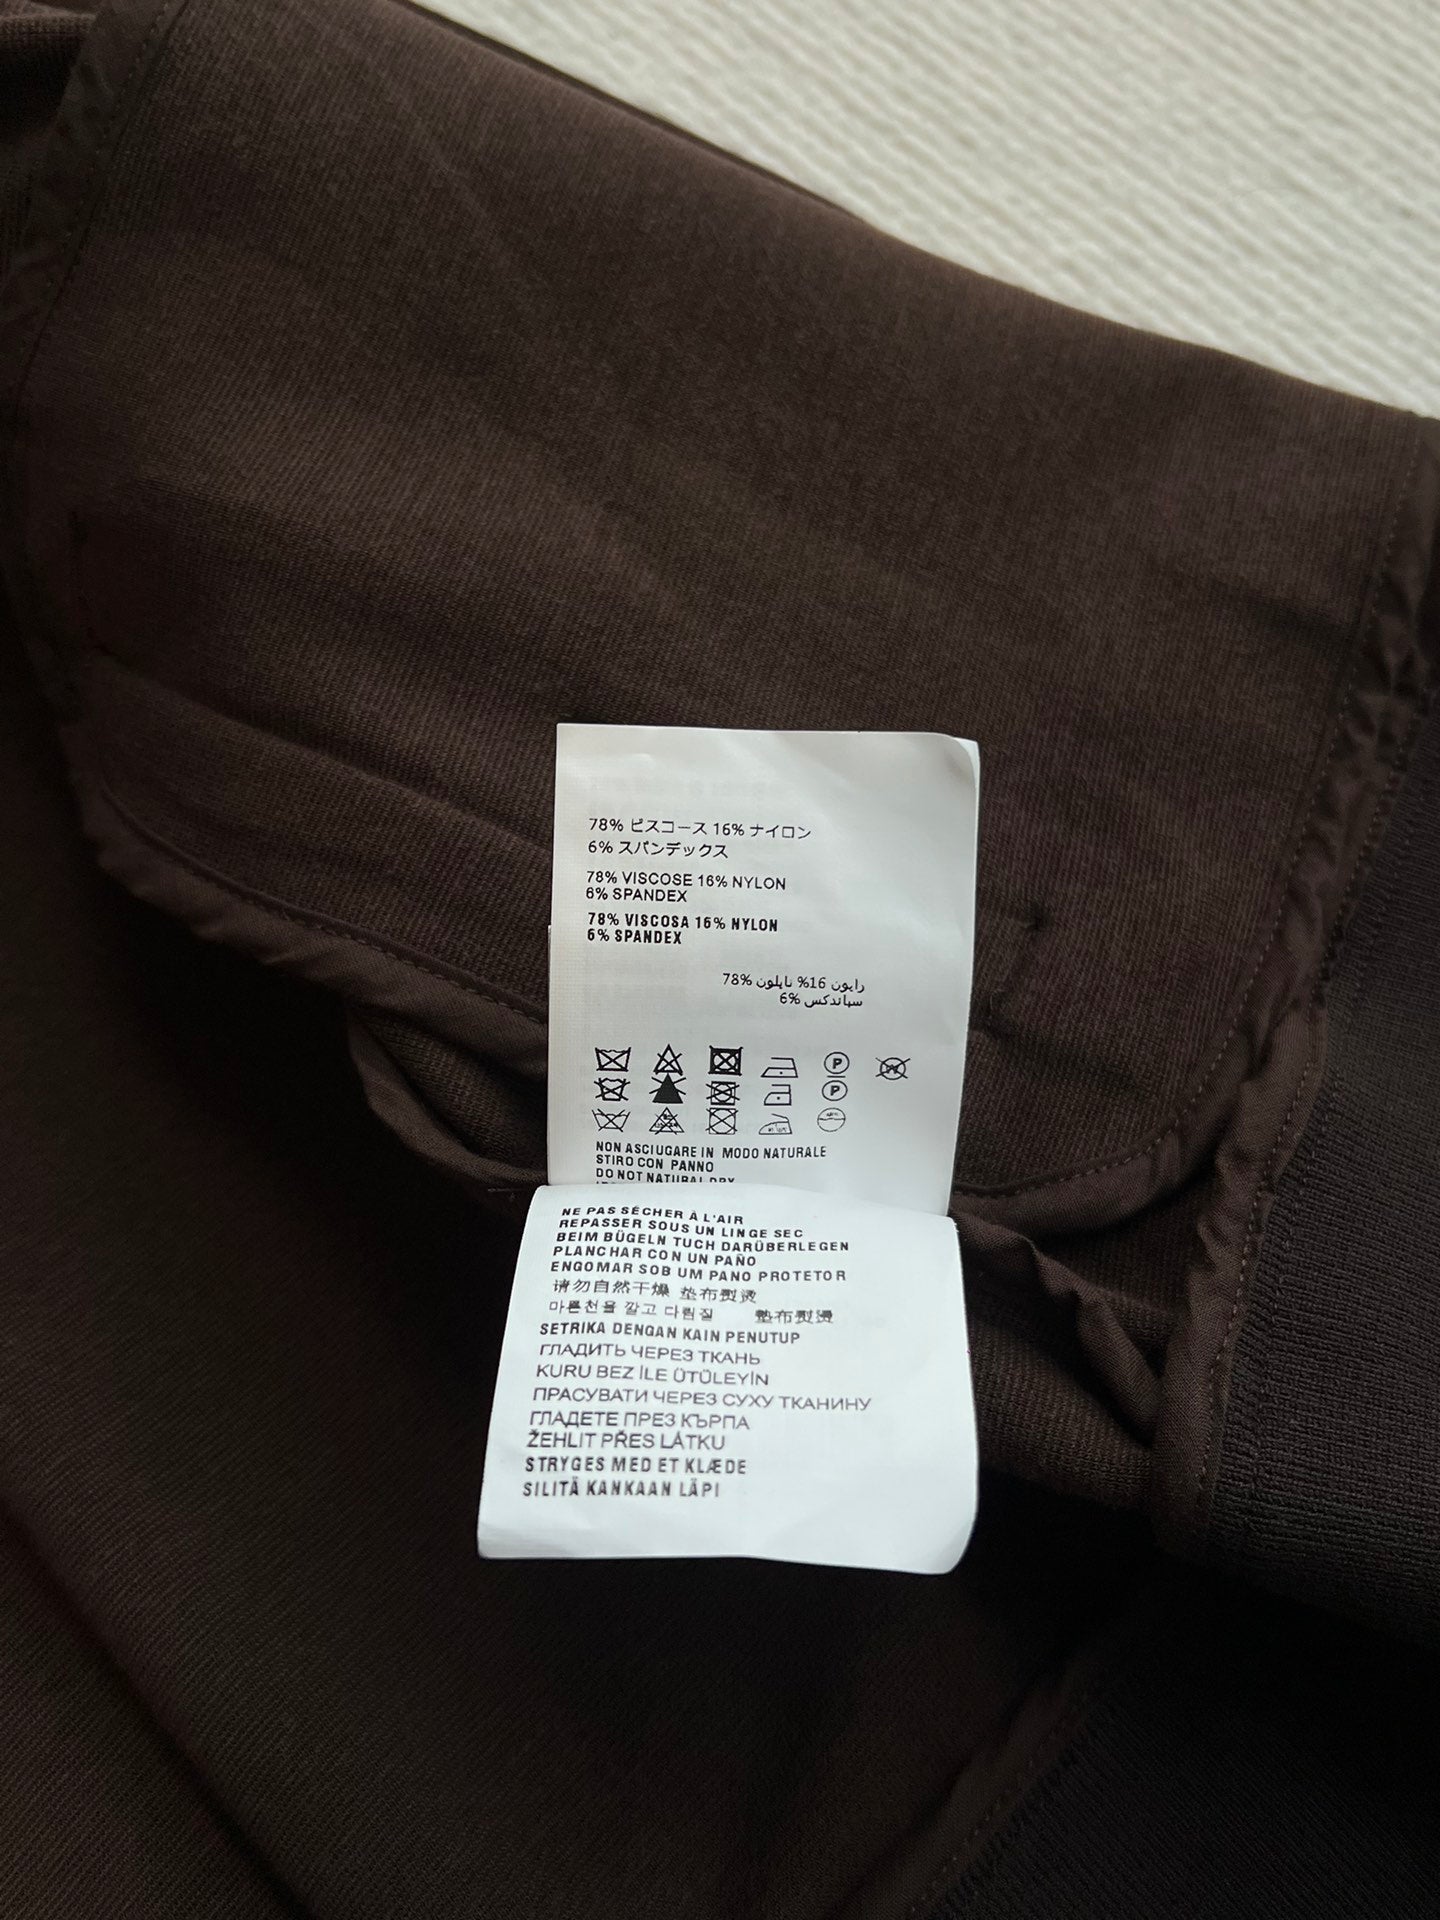 78% ビスコース 16% ナイロン
6% スパンデックス
78% VISCOSE 16% NYLON
6% SPANDEX
78% VISCOSA 16% NYLON
6% SPANDEX
78% رايون 16% نايلون
6% سباندكس
P
W
P
NON ASCIUGARE IN MODO NATURALE
STIRO CON PANNO
DO NOT NATURAL DRY
NE PAS SÉCHER À L'AIR
REPASSER SOUS UN LINGE SEC
BEIM BÜGELN TUCH DARÜBERLEGEN
PLANCHAR CON UN PAÑO
ENGOMAR SOB UM PANO PROTETOR
请勿自然干燥 垫布熨烫
마른천을 깔고 다림질 墊布熨燙
SETRIKA DENGAN KAIN PENUTUP
ГЛАДИТЬ ЧЕРЕЗ ТКАНЬ
KURU BEZ İLE ÜTÜLEYİN
ПРАСУВАТИ ЧЕРЕЗ СУХУ ТКАНИНУ
ГЛАДЕТЕ ПРЕЗ КЪРПА
ŽEHLIT PŘES LÁTKU
STRYGES MED ET KLÆDE
SILITÄ KANKAAN LÄPI